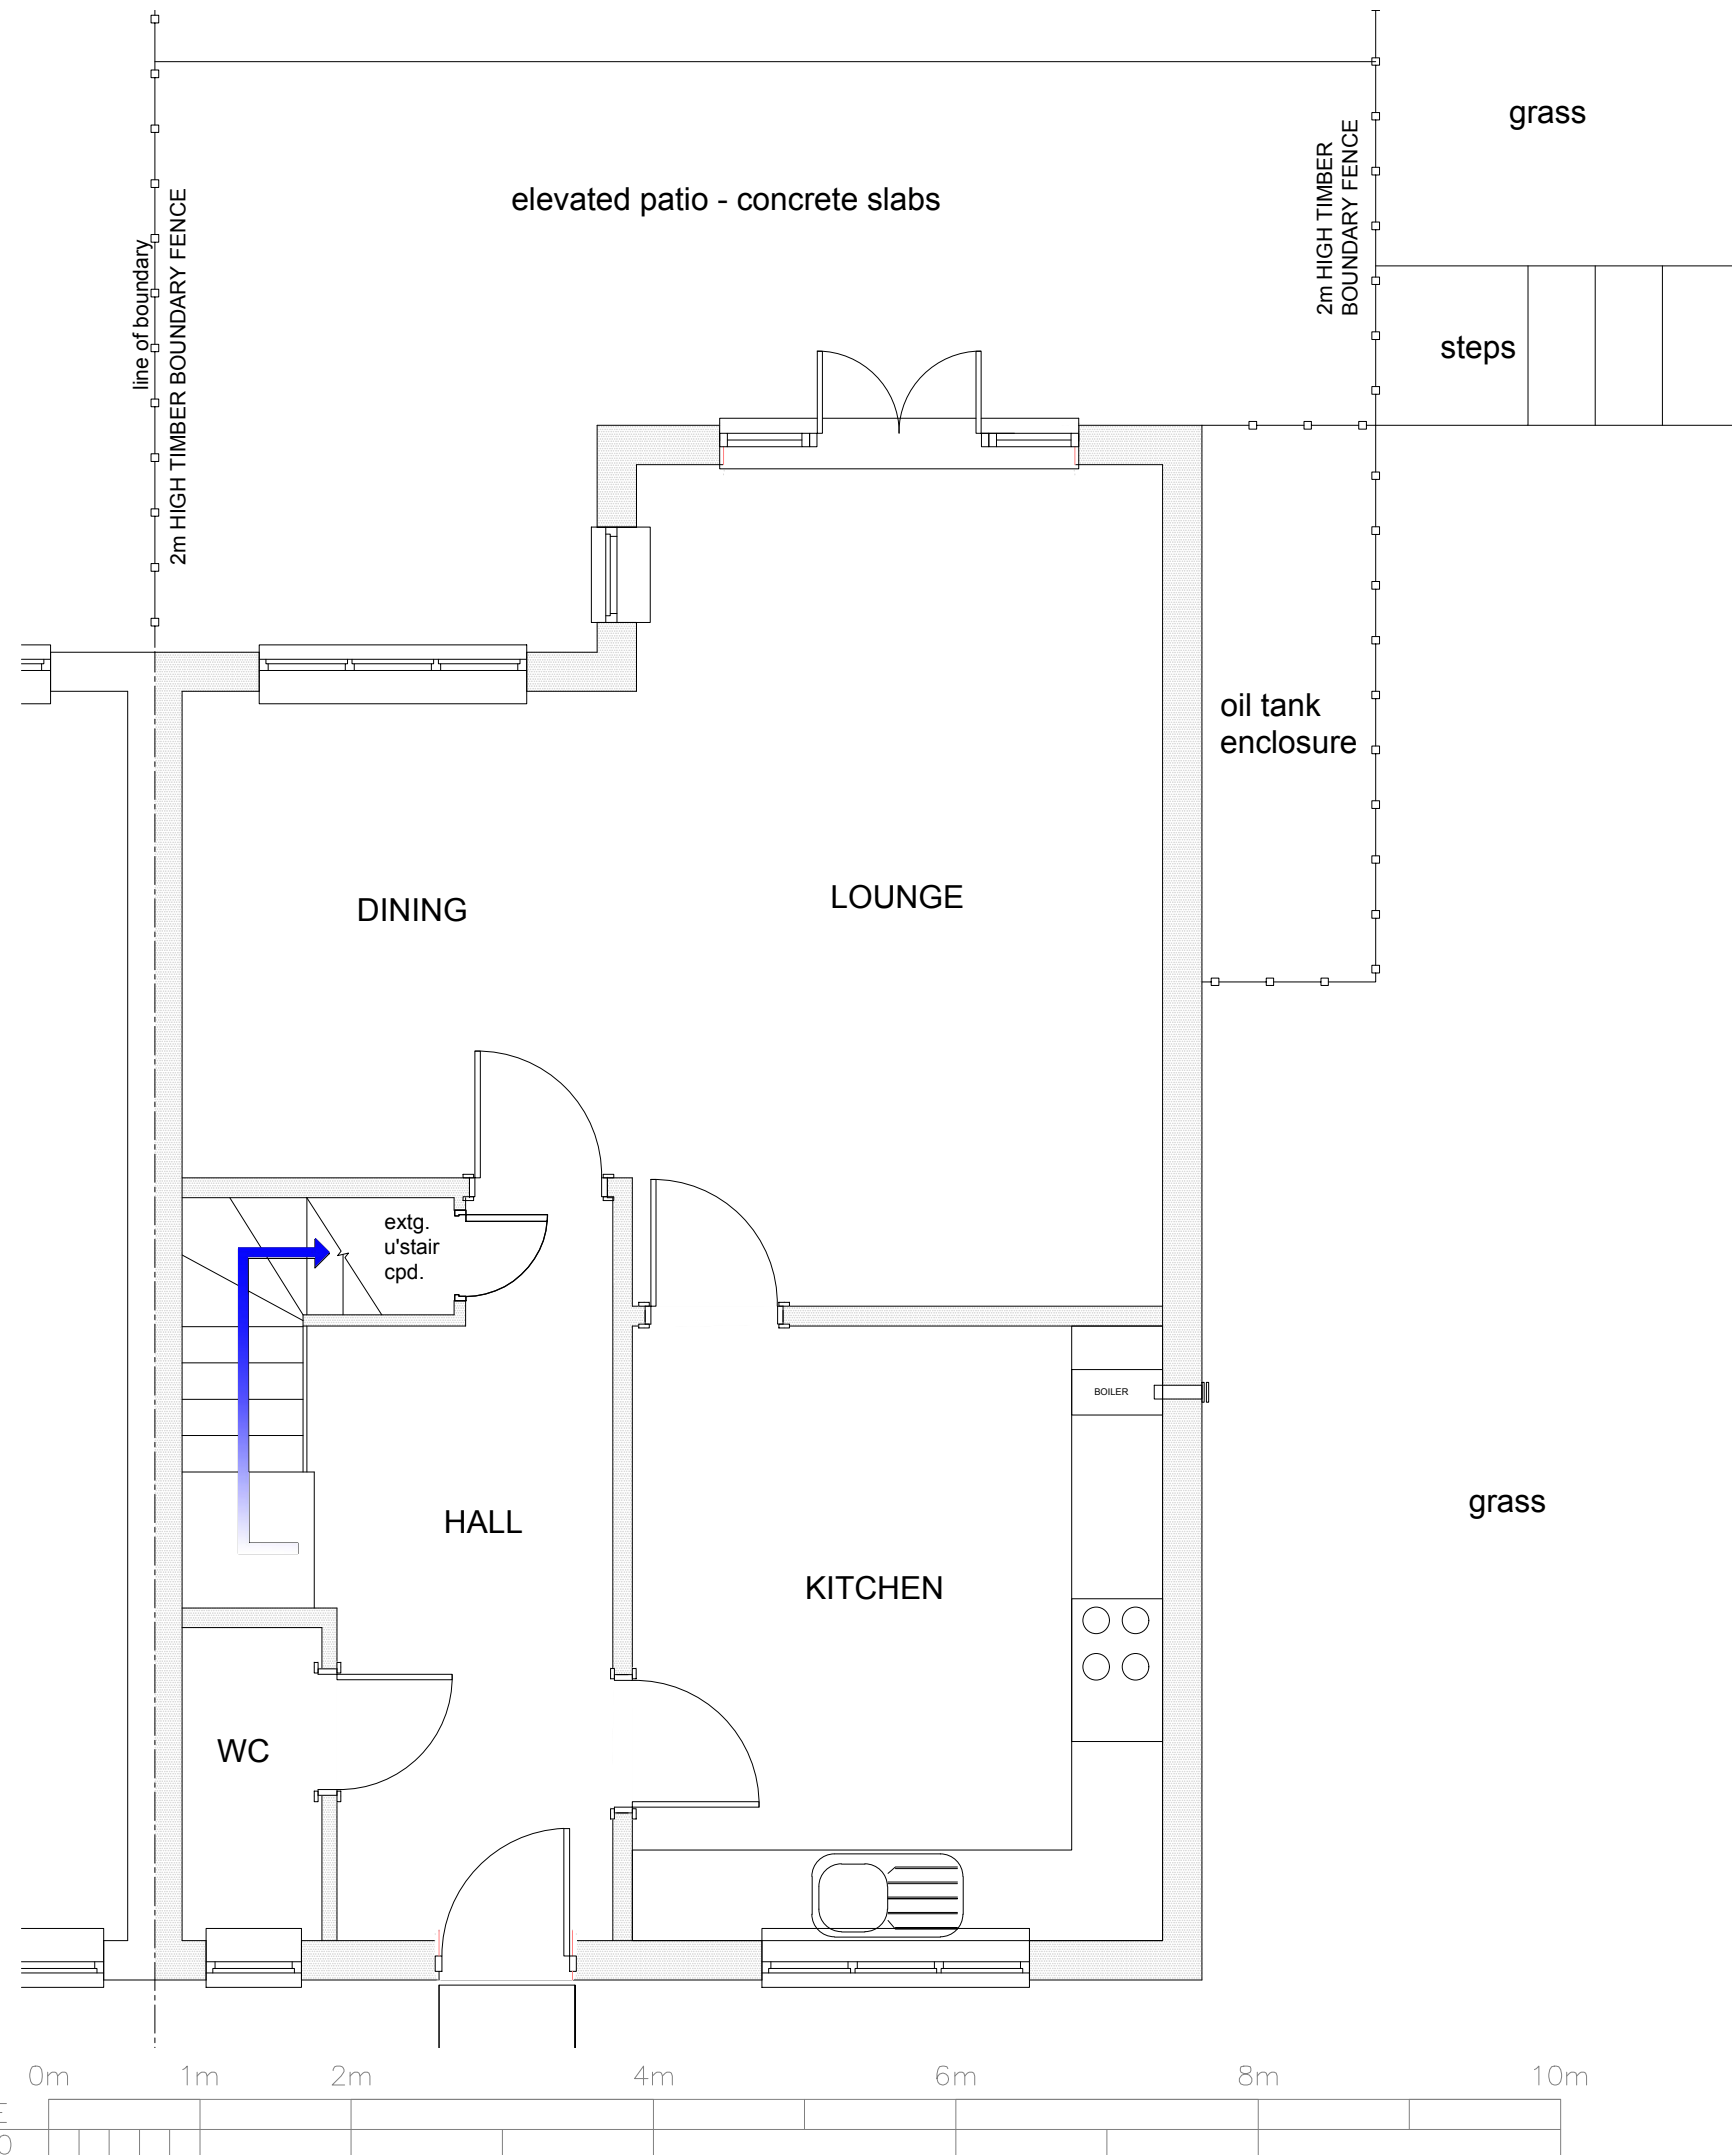 grass
2m HIGH TIMBER
BOUNDARY FENCE
elevated patio - concrete slabs
line of boundary
2m HIGH TIMBER BOUNDARY FENCE
steps
oil tank
enclosure
DINING
LOUNGE
extg.
u'stair
cpd.
BOILER
HALL
grass
KITCHEN
WC
0m 1m 2m 4m 6m 8m 10m